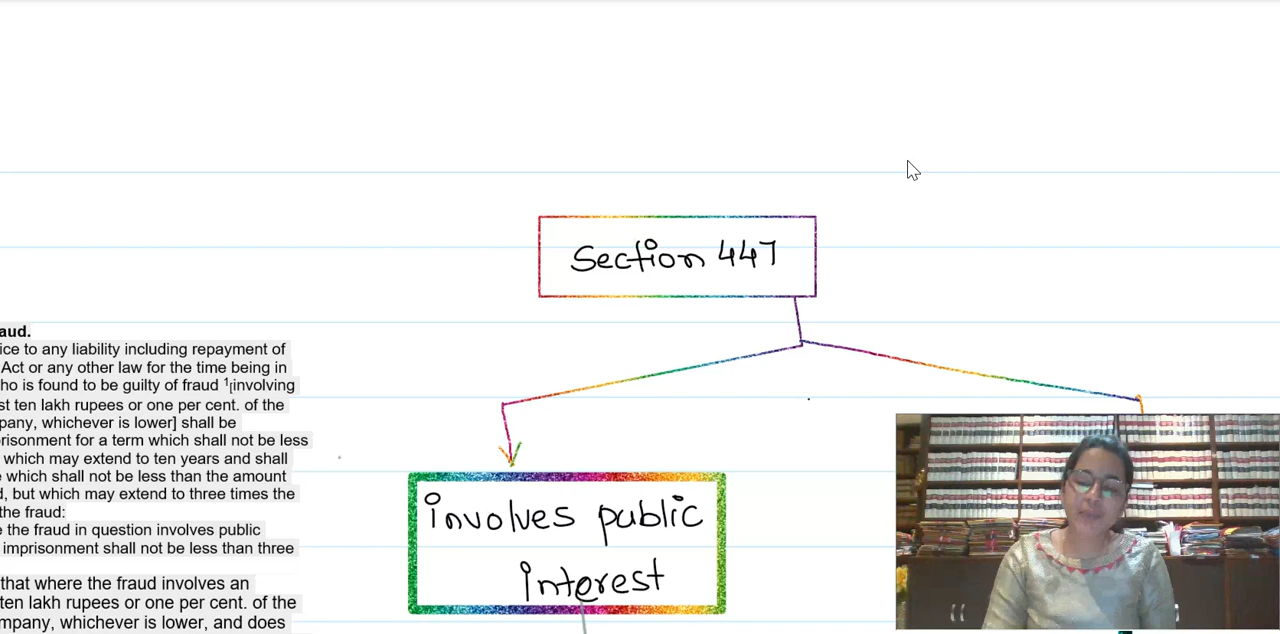 Section 447
aud.
ice to any liability including repayment of
Act or any other law for the time being in
ho is found to be guilty of fraud ¹[involving
st ten lakh rupees or one per cent. of the
pany, whichever is lower] shall be
risonment for a term which shall not be less
which may extend to ten years and shall
e which shall not be less than the amount
d, but which may extend to three times the
the fraud:
e the fraud in question involves public
imprisonment shall not be less than three
that where the fraud involves an
ten lakh rupees or one per cent. of the
mpany, whichever is lower, and does
involves public
interest